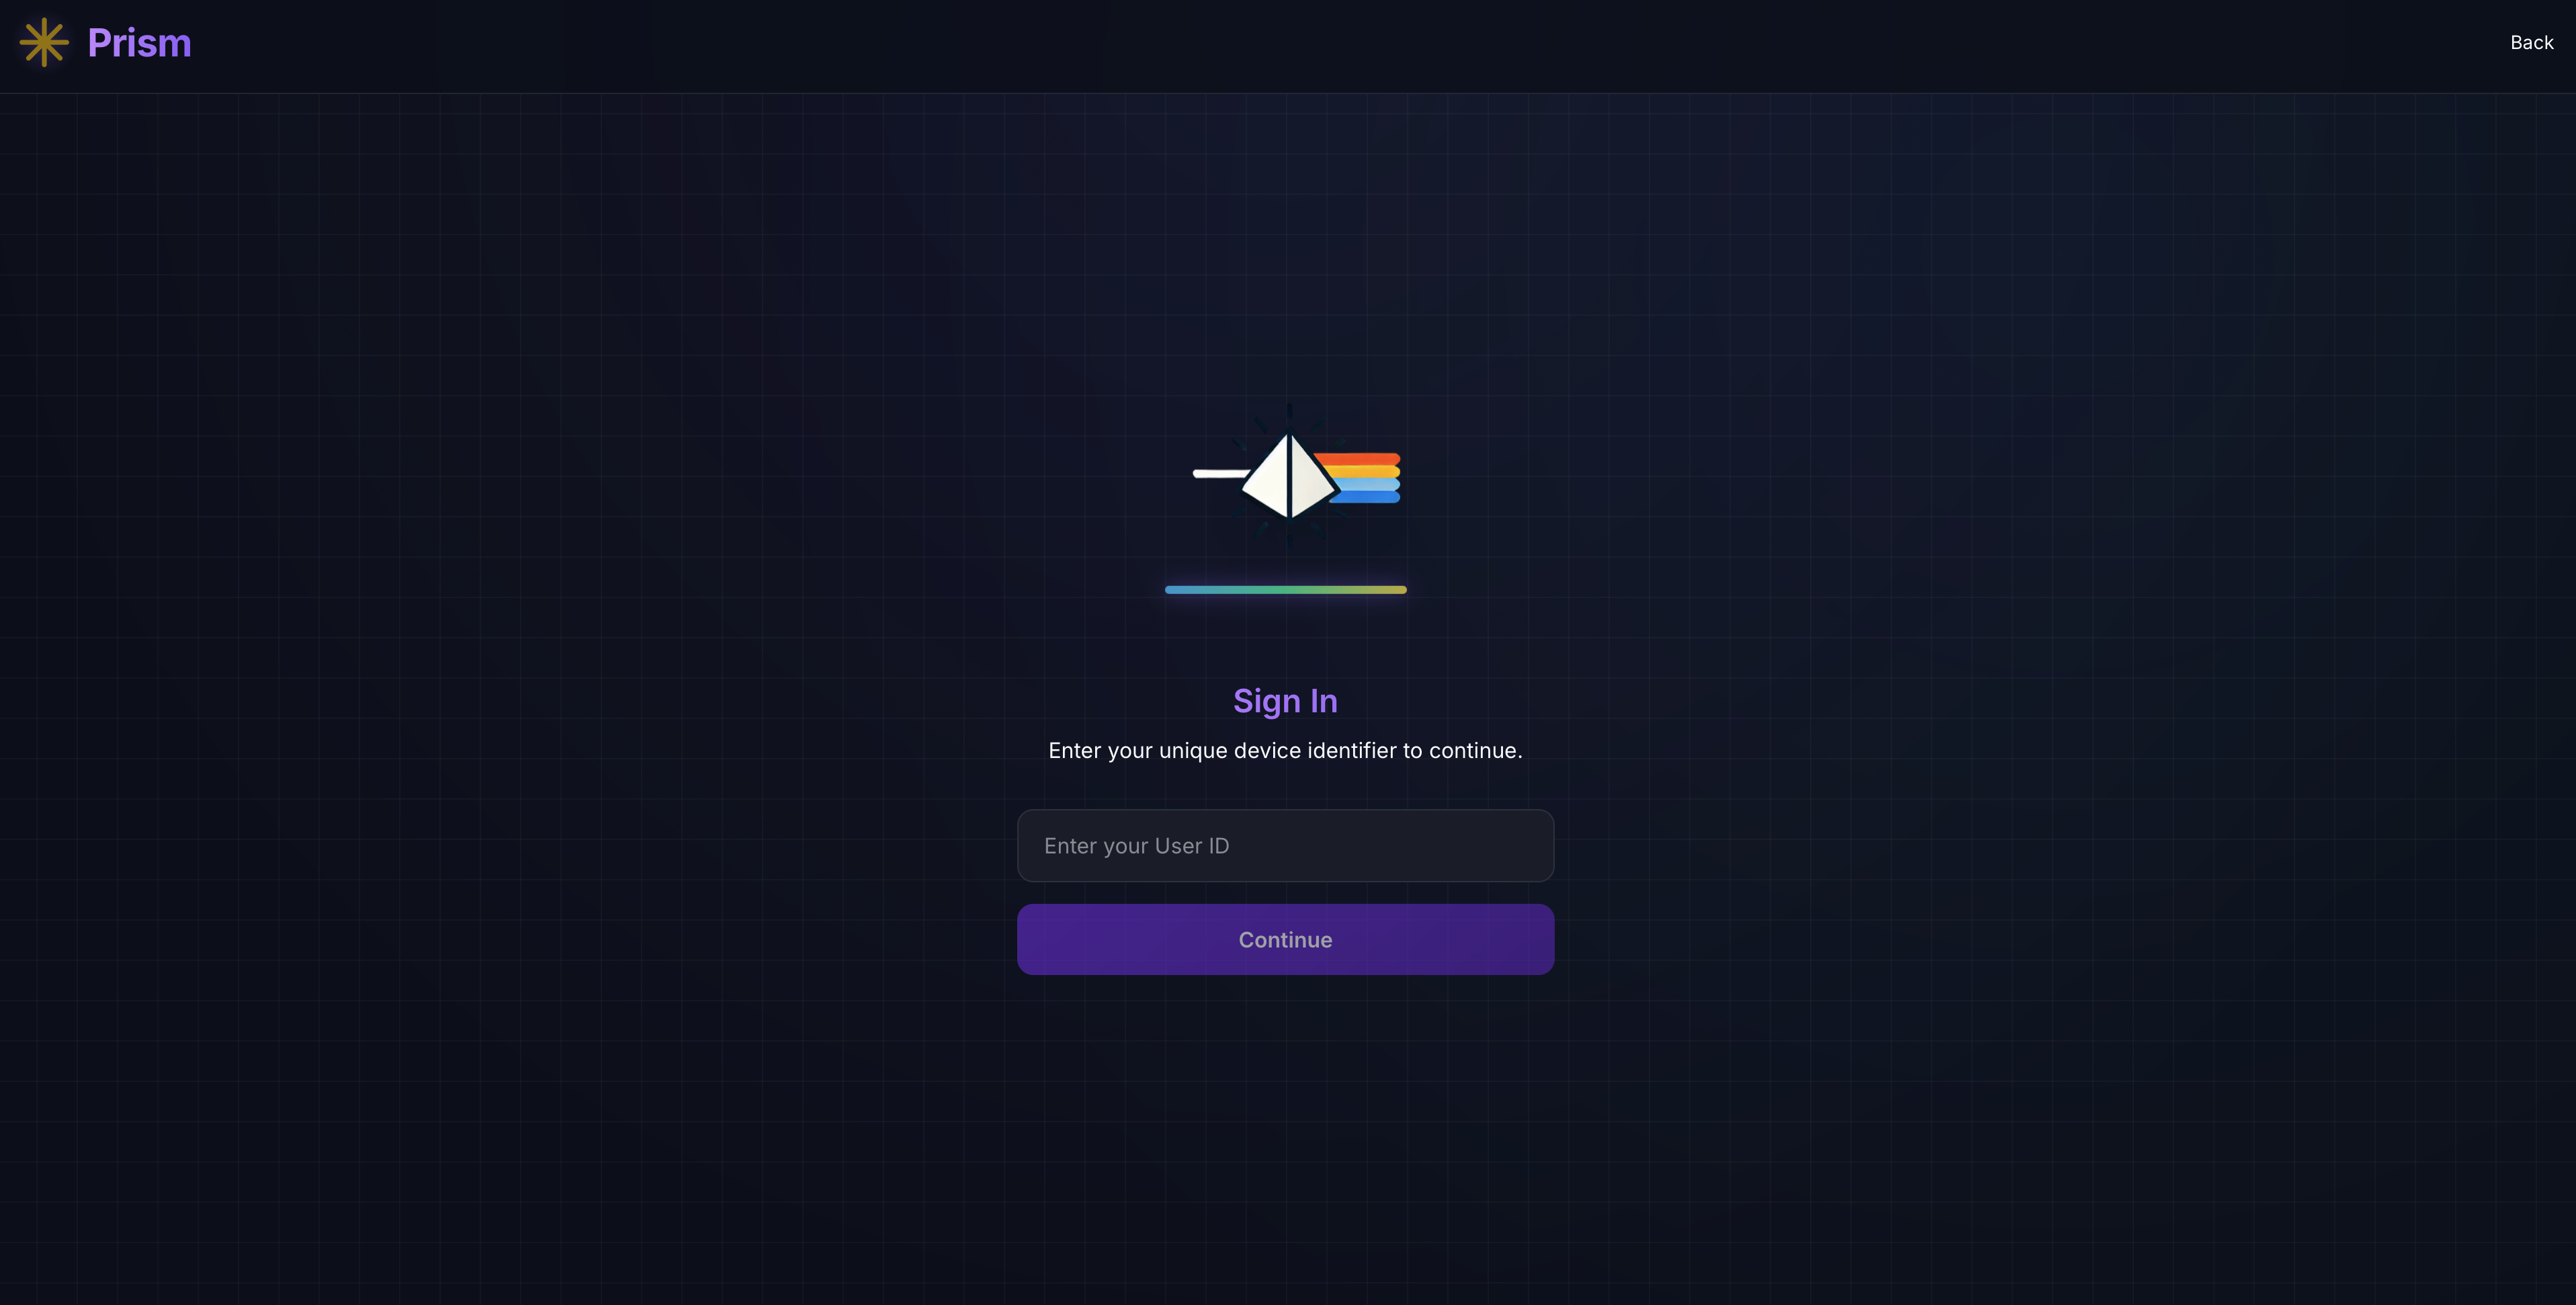 Prism
Back
Sign In
Enter your unique device identifier to continue.
Enter your User ID
Continue